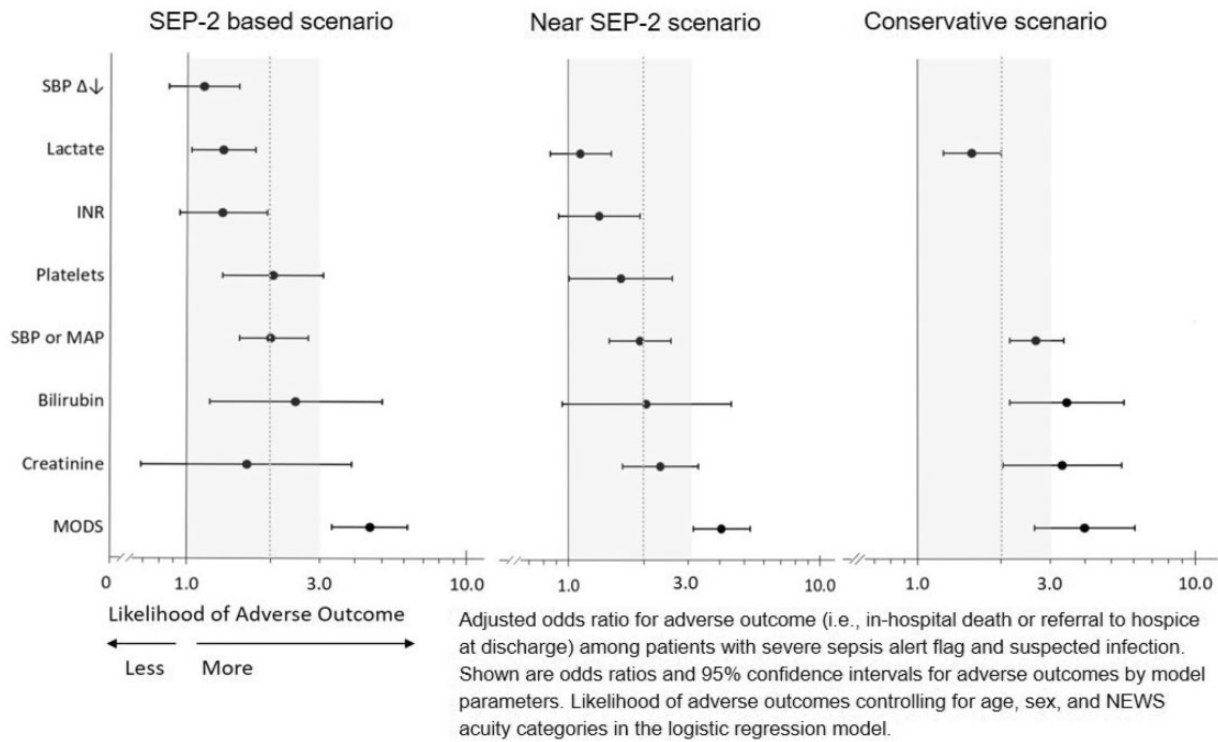 SEP-2 based scenario
Near SEP-2 scenario
Conservative scenario
SBP Δ↓
Lactate
INR
Platelets
SBP or MAP
Bilirubin
Creatinine
MODS
0 1.0 3.0 10.0
1.0 3.0 10.0
1.0 3.0 10.0
Likelihood of Adverse Outcome
Less More
Adjusted odds ratio for adverse outcome (i.e., in-hospital death or referral to hospice
at discharge) among patients with severe sepsis alert flag and suspected infection.
Shown are odds ratios and 95% confidence intervals for adverse outcomes by model
parameters. Likelihood of adverse outcomes controlling for age, sex, and NEWS
acuity categories in the logistic regression model.